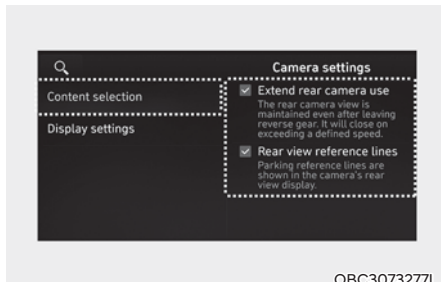 Camera settings
Content selection
Display settings
Extend rear camera use
The rear camera view is
maintained even after leaving
reverse gear. It will close on
exceeding a defined speed.
Rear view reference lines
Parking reference lines are
shown in the camera's rear
view display.
OBC3073277L